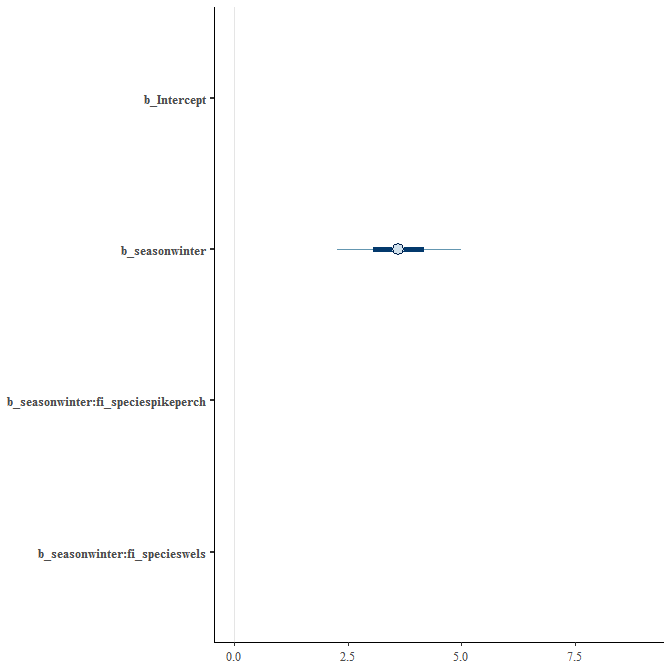 b_Intercept
b_seasonwinter
b_seasonwinter:fi_speciespikeperch
b_seasonwinter:fi_specieswels
0.0 2.5 5.0 7.5